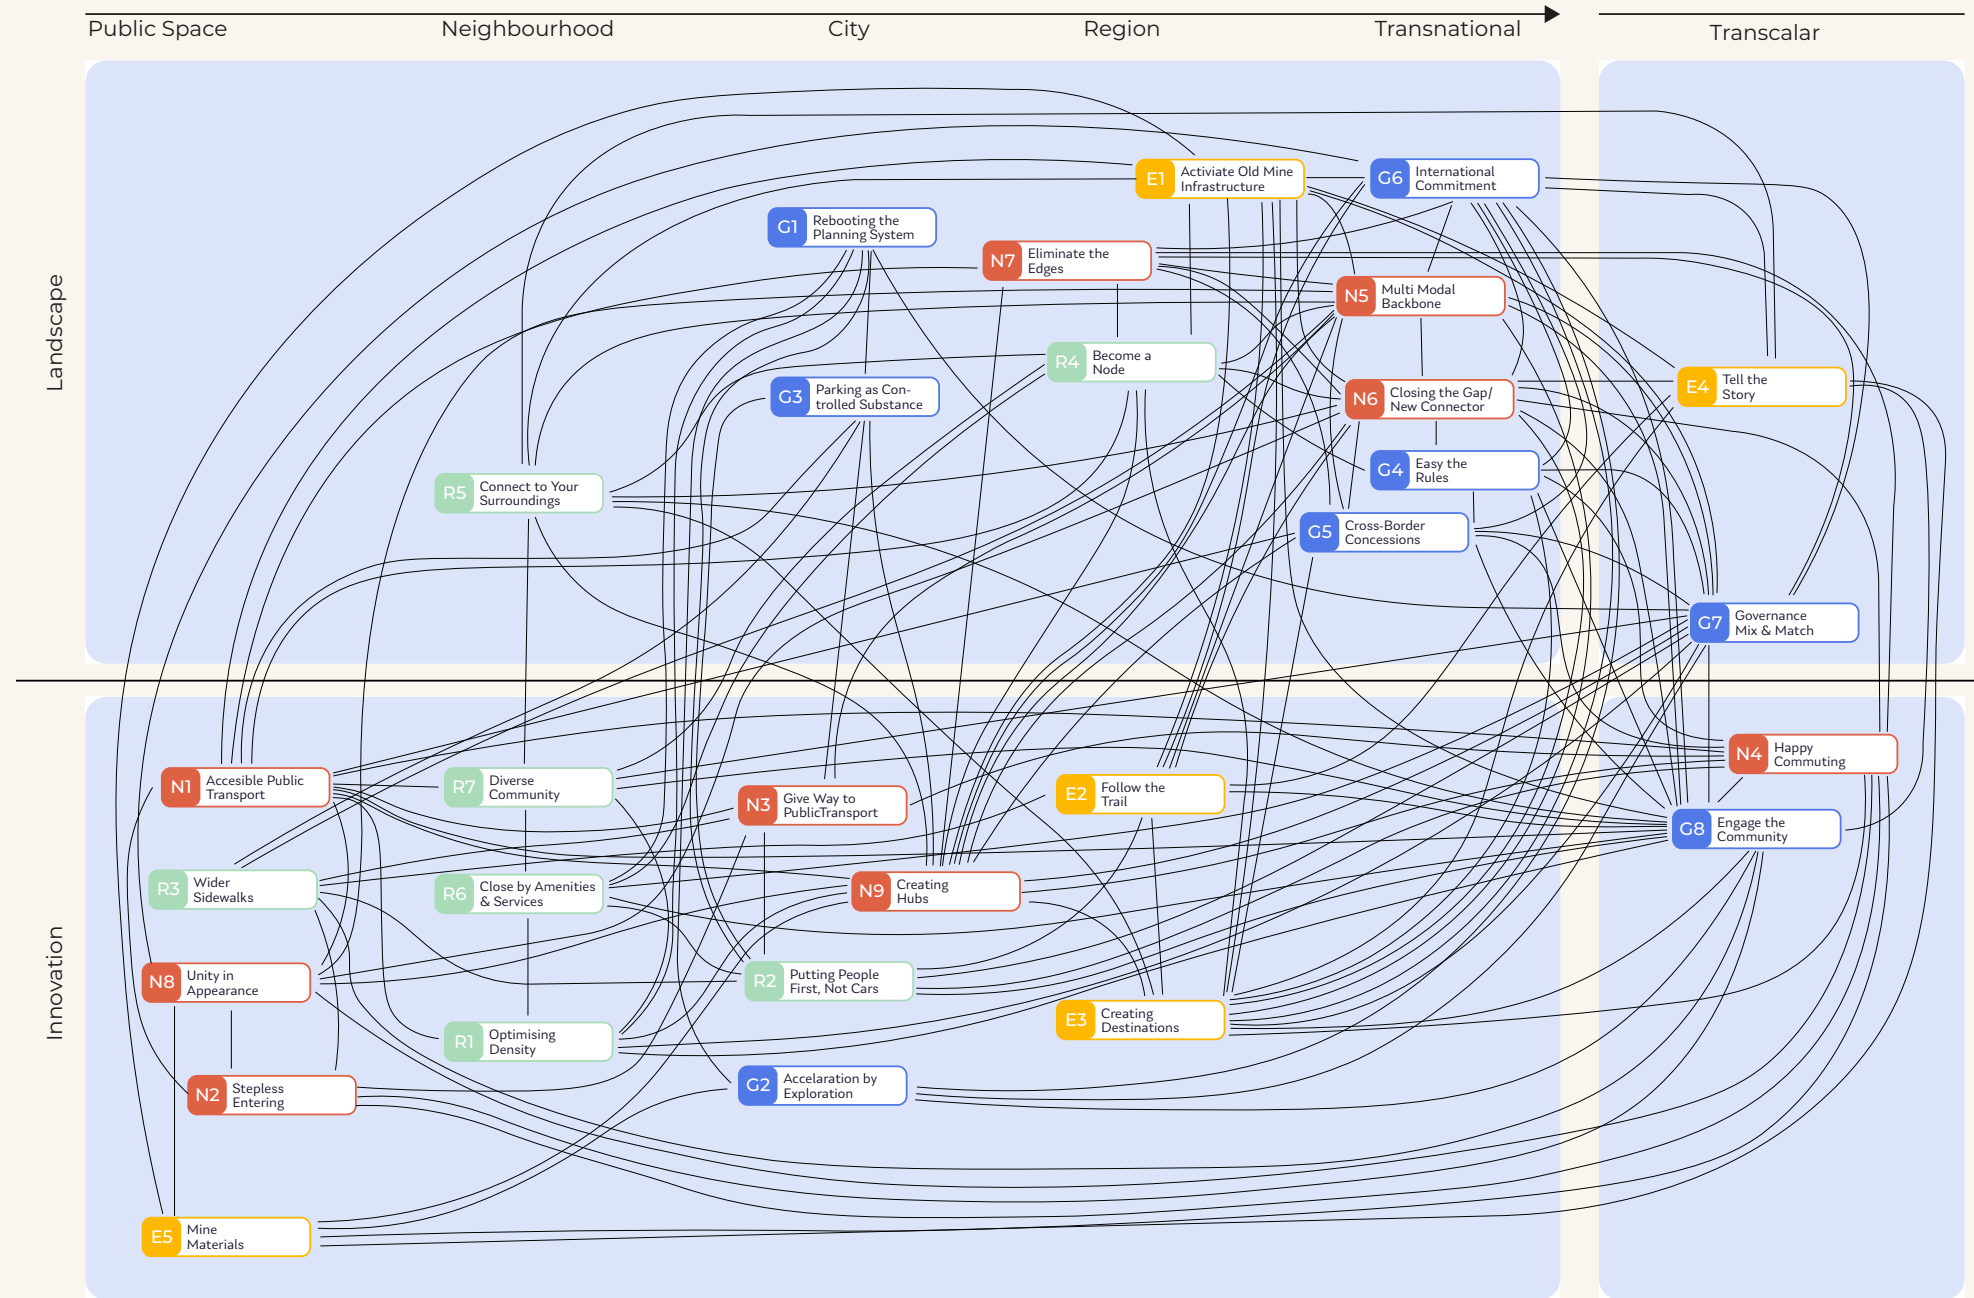 Public Space
Neighbourhood
City
Region
Transnational
Transcalar
Landscape
E1
Activiate Old Mine
Infrastructure
G6
International
Commitment
G1
Rebooting the
Planning System
N7
Eliminate the
Edges
N5
Multi Modal
Backbone
R4
Become a
Node
G3
Parking as Con-
trolled Substance
N6
Closing the Gap/
New Connector
E4
Tell the
Story
G4
Easy the
Rules
R5
Connect to Your
Surroundings
G5
Cross-Border
Concessions
G7
Governance
Mix & Match
Innovation
N1
Accesible Public
Transport
R7
Diverse
Community
N3
Give Way to
PublicTransport
E2
Follow the
Trail
N4
Happy
Commuting
G8
Engage the
Community
R3
Wider
Sidewalks
R6
Close by Amenities
& Services
N9
Creating
Hubs
N8
Unity in
Appearance
R2
Putting People
First, Not Cars
E3
Creating
Destinations
R1
Optimising
Density
N2
Stepless
Entering
G2
Accelaration by
Exploration
E5
Mine
Materials